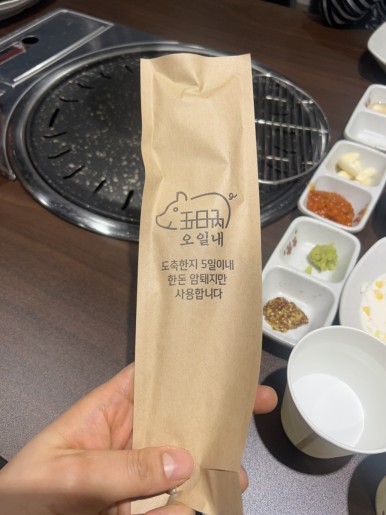 五日內
오일내
도축한지 5일이내
한돈 암퇘지만
사용합니다